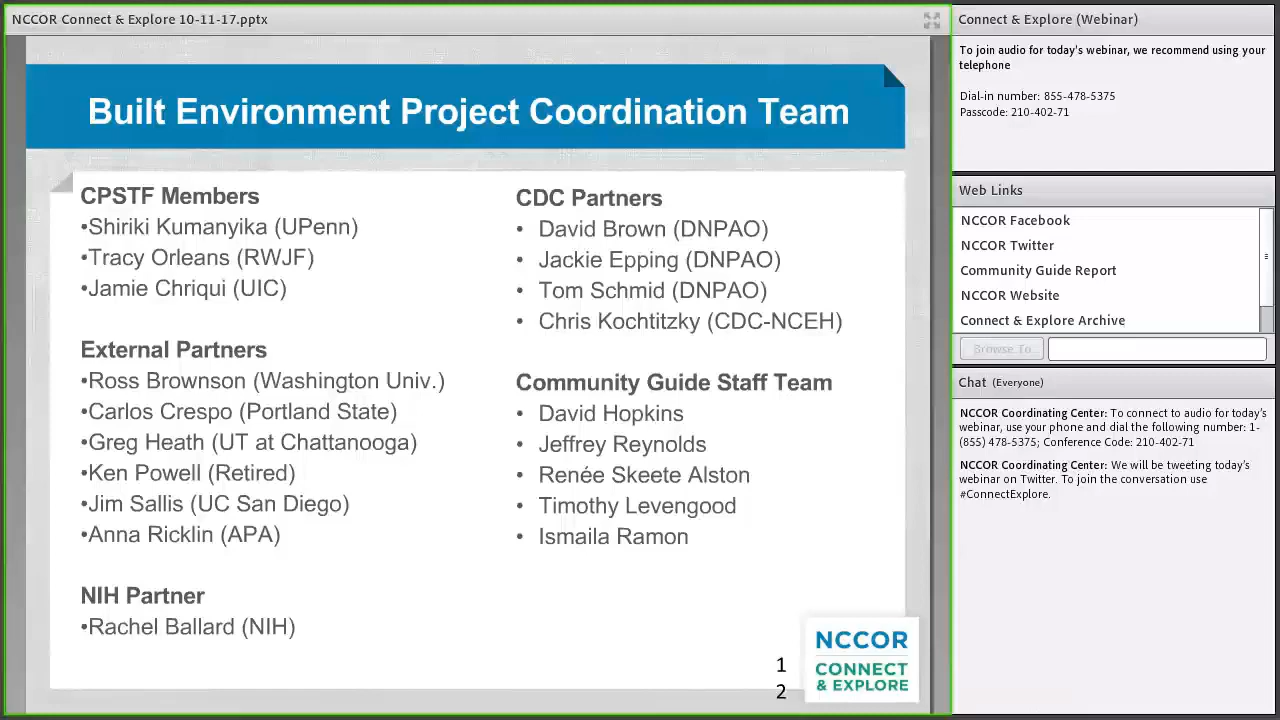 NCCOR Connect & Explore 10-11-17.pptx
Built Environment Project Coordination Team
CPSTF Members
•Shiriki Kumanyika (UPenn)
•Tracy Orleans (RWJF)
•Jamie Chriqui (UIC)
External Partners
•Ross Brownson (Washington Univ.)
•Carlos Crespo (Portland State)
•Greg Heath (UT at Chattanooga)
•Ken Powell (Retired)
•Jim Sallis (UC San Diego)
•Anna Ricklin (APA)
NIH Partner
•Rachel Ballard (NIH)
CDC Partners
• David Brown (DNPAO)
• Jackie Epping (DNPAO)
• Tom Schmid (DNPAO)
• Chris Kochtitzky (CDC-NCEH)
Community Guide Staff Team
• David Hopkins
• Jeffrey Reynolds
• Renée Skeete Alston
• Timothy Levengood
• Ismaila Ramon
1
2
NCCOR
CONNECT
& EXPLORE
Connect & Explore (Webinar)
To join audio for today's webinar, we recommend using your
telephone
Dial-in number: 855-478-5375
Passcode: 210-402-71
Web Links
NCCOR Facebook
NCCOR Twitter
Community Guide Report
NCCOR Website
Connect & Explore Archive
Browse To...
Chat (Everyone)
NCCOR Coordinating Center: To connect to audio for today's
webinar, use your phone and dial the following number: 1-
(855) 478-5375; Conference Code: 210-402-71
NCCOR Coordinating Center: We will be tweeting today's
webinar on Twitter. To join the conversation use
#ConnectExplore.